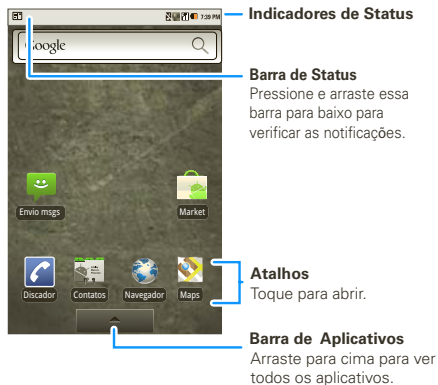 7:39 PM
Indicadores de Status
Google
Barra de Status
Pressione e arraste essa
barra para baixo para
verificar as notificações.
Envio msgs
Market
Discador
Contatos
Navegador
Maps
Atalhos
Toque para abrir.
Barra de Aplicativos
Arraste para cima para ver
todos os aplicativos.